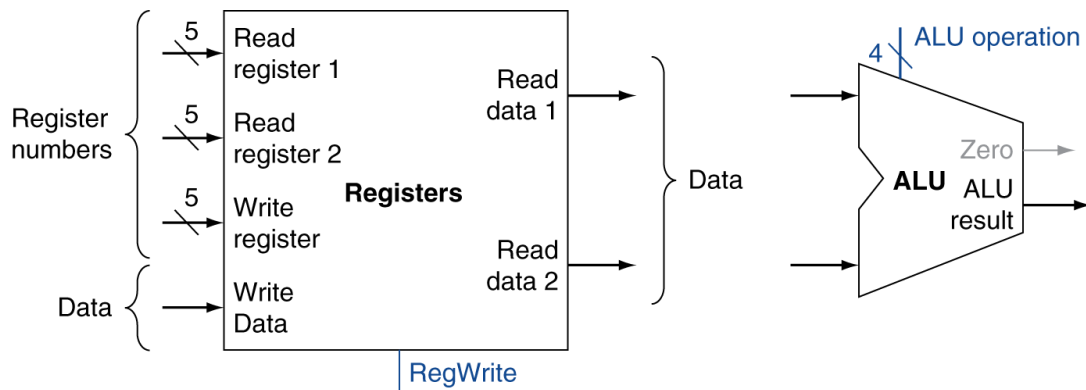 Register
numbers
Data
5
Read
register 1
5
Read
register 2
5
Write
register
Write
Data
Registers
Read
data 1
Read
data 2
RegWrite
Data
4
ALU operation
Zero
ALU
ALU
result